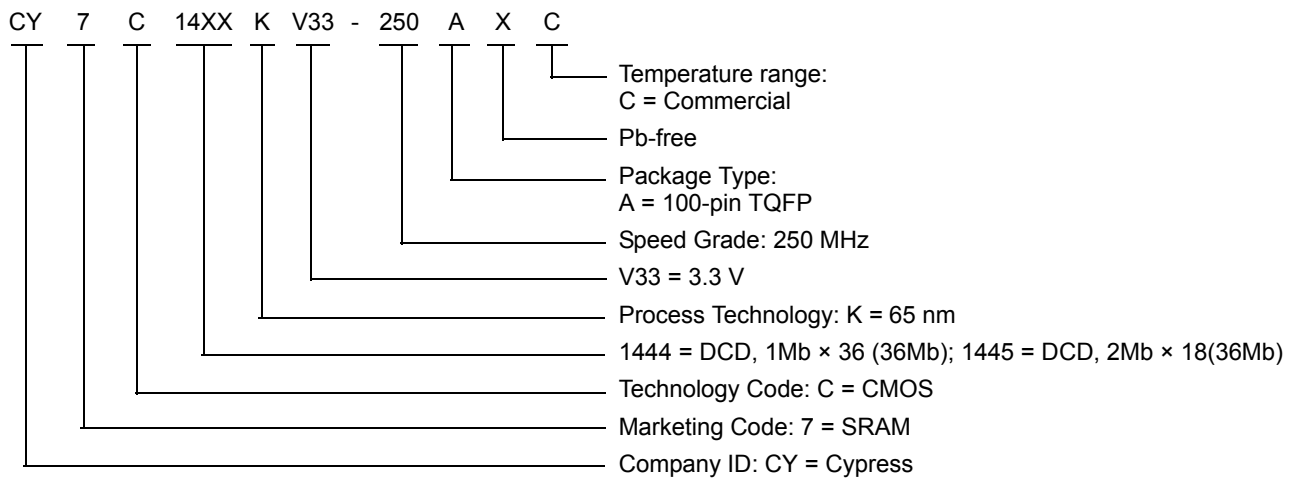 CY 7 C 14XX K V33 - 250 A X C
Temperature range:
C = Commercial
Pb-free
Package Type:
A = 100-pin TQFP
Speed Grade: 250 MHz
V33 = 3.3 V
Process Technology: K = 65 nm
1444 = DCD, 1Mb × 36 (36Mb); 1445 = DCD, 2Mb × 18(36Mb)
Technology Code: C = CMOS
Marketing Code: 7 = SRAM
Company ID: CY = Cypress